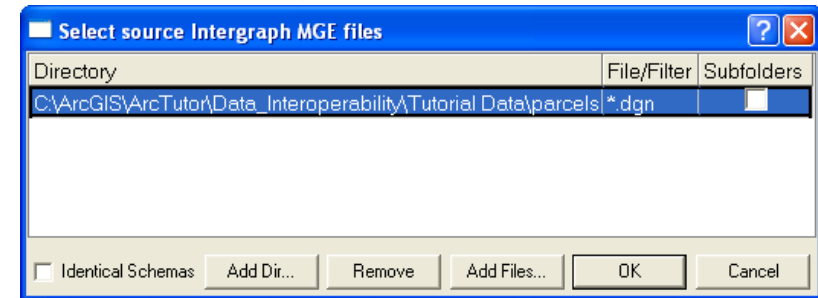 Select source Intergraph MGE files
Directory File/Filter Subfolders
C:\ArcGIS\ArcTutor\Data_Interoperability\Tutorial Data\parcels *.dgn
Identical Schemas Add Dir... Remove Add Files... OK Cancel